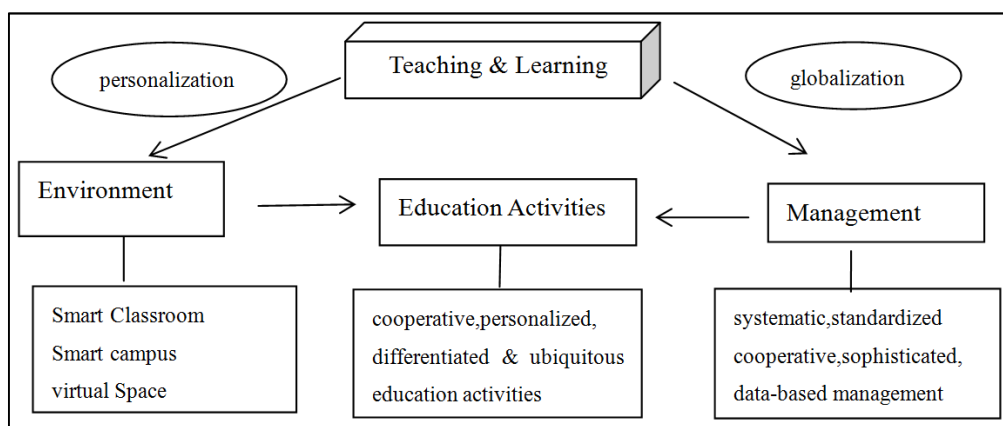 personalization
Teaching & Learning
globalization
Environment
Education Activities
Management
Smart Classroom
Smart campus
virtual Space
cooperative,personalized,
differentiated & ubiquitous
education activities
systematic,standardized
cooperative,sophisticated,
data-based management